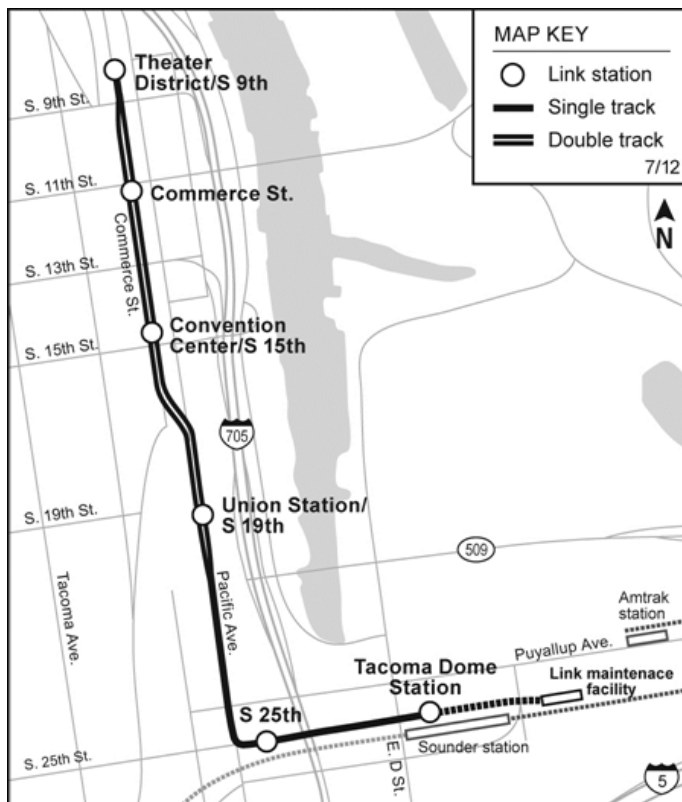 MAP KEY
Link station
Single track
Double track
7/12
N
Theater
District/S 9th
S. 9th St.
S. 11th St.
Commerce St.
Commerce St.
S. 13th St.
Convention
Center/S 15th
S. 15th St.
705
Union Station/
S 19th
S. 19th St.
509
Tacoma Ave.
Pacific Ave.
Amtrak
station
Puyallup Ave.
Tacoma Dome
Station
Link maintenace
facility
S 25th
S. 25th St.
Sounder station
E. D St.
5